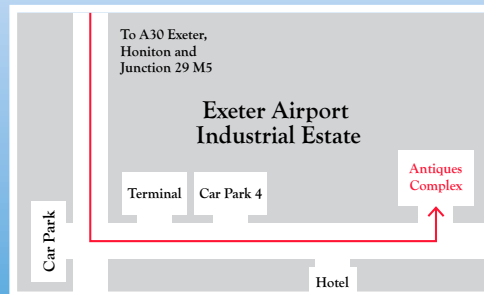 To A30 Exeter,
Honiton and
Junction 29 M5
Exeter Airport
Industrial Estate
Antiques
Complex
Terminal
Car Park 4
Car Park
Hotel